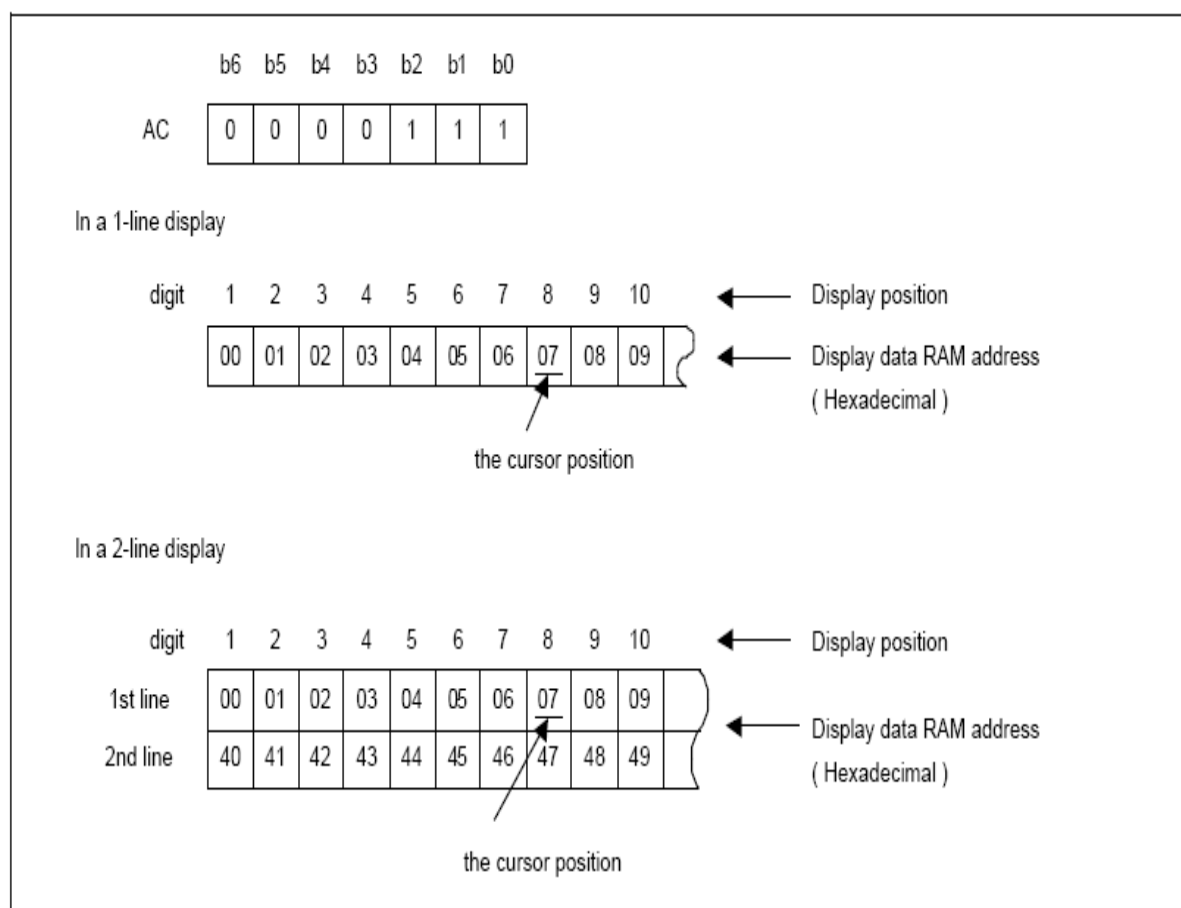 b6 b5 b4 b3 b2 b1 b0
AC 0 0 0 0 1 1 1
In a 1-line display
digit 1 2 3 4 5 6 7 8 9 10 Display position
00 01 02 03 04 05 06 07 08 09 Display data RAM address
( Hexadecimal )
the cursor position
In a 2-line display
digit 1 2 3 4 5 6 7 8 9 10 Display position
1st line 00 01 02 03 04 05 06 07 08 09
Display data RAM address
2nd line 40 41 42 43 44 45 46 47 48 49
( Hexadecimal )
the cursor position